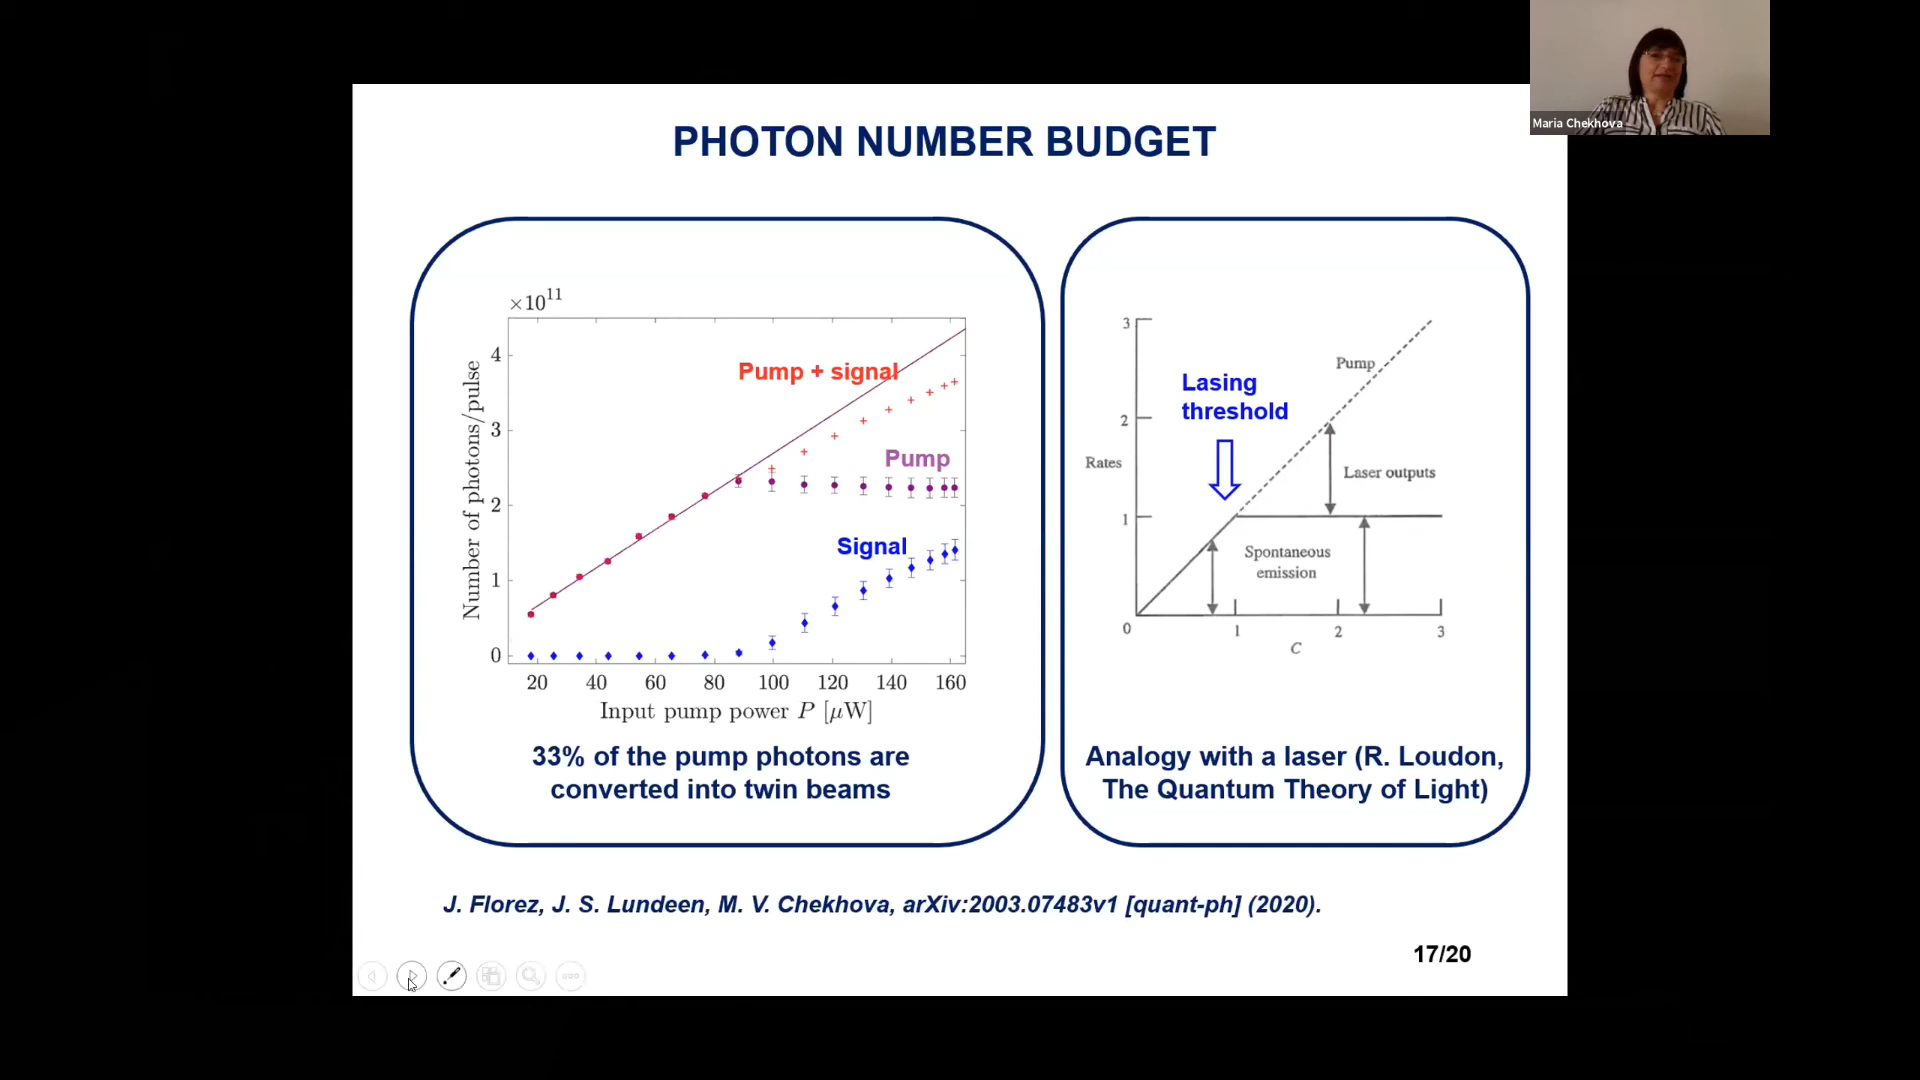 Maria Chekhova
PHOTON NUMBER BUDGET
×10¹¹
4
3
2
1
0
Number of photons/pulse
Pump + signal
Pump
Signal
20 40 60 80 100 120 140 160
Input pump power P [μW]
33% of the pump photons are
converted into twin beams
3
2
1
0
Rates
Lasing
threshold
Pump
Laser outputs
Spontaneous
emission
1 2 3
C
Analogy with a laser (R. Loudon,
The Quantum Theory of Light)
J. Florez, J. S. Lundeen, M. V. Chekhova, arXiv:2003.07483v1 [quant-ph] (2020).
17/20